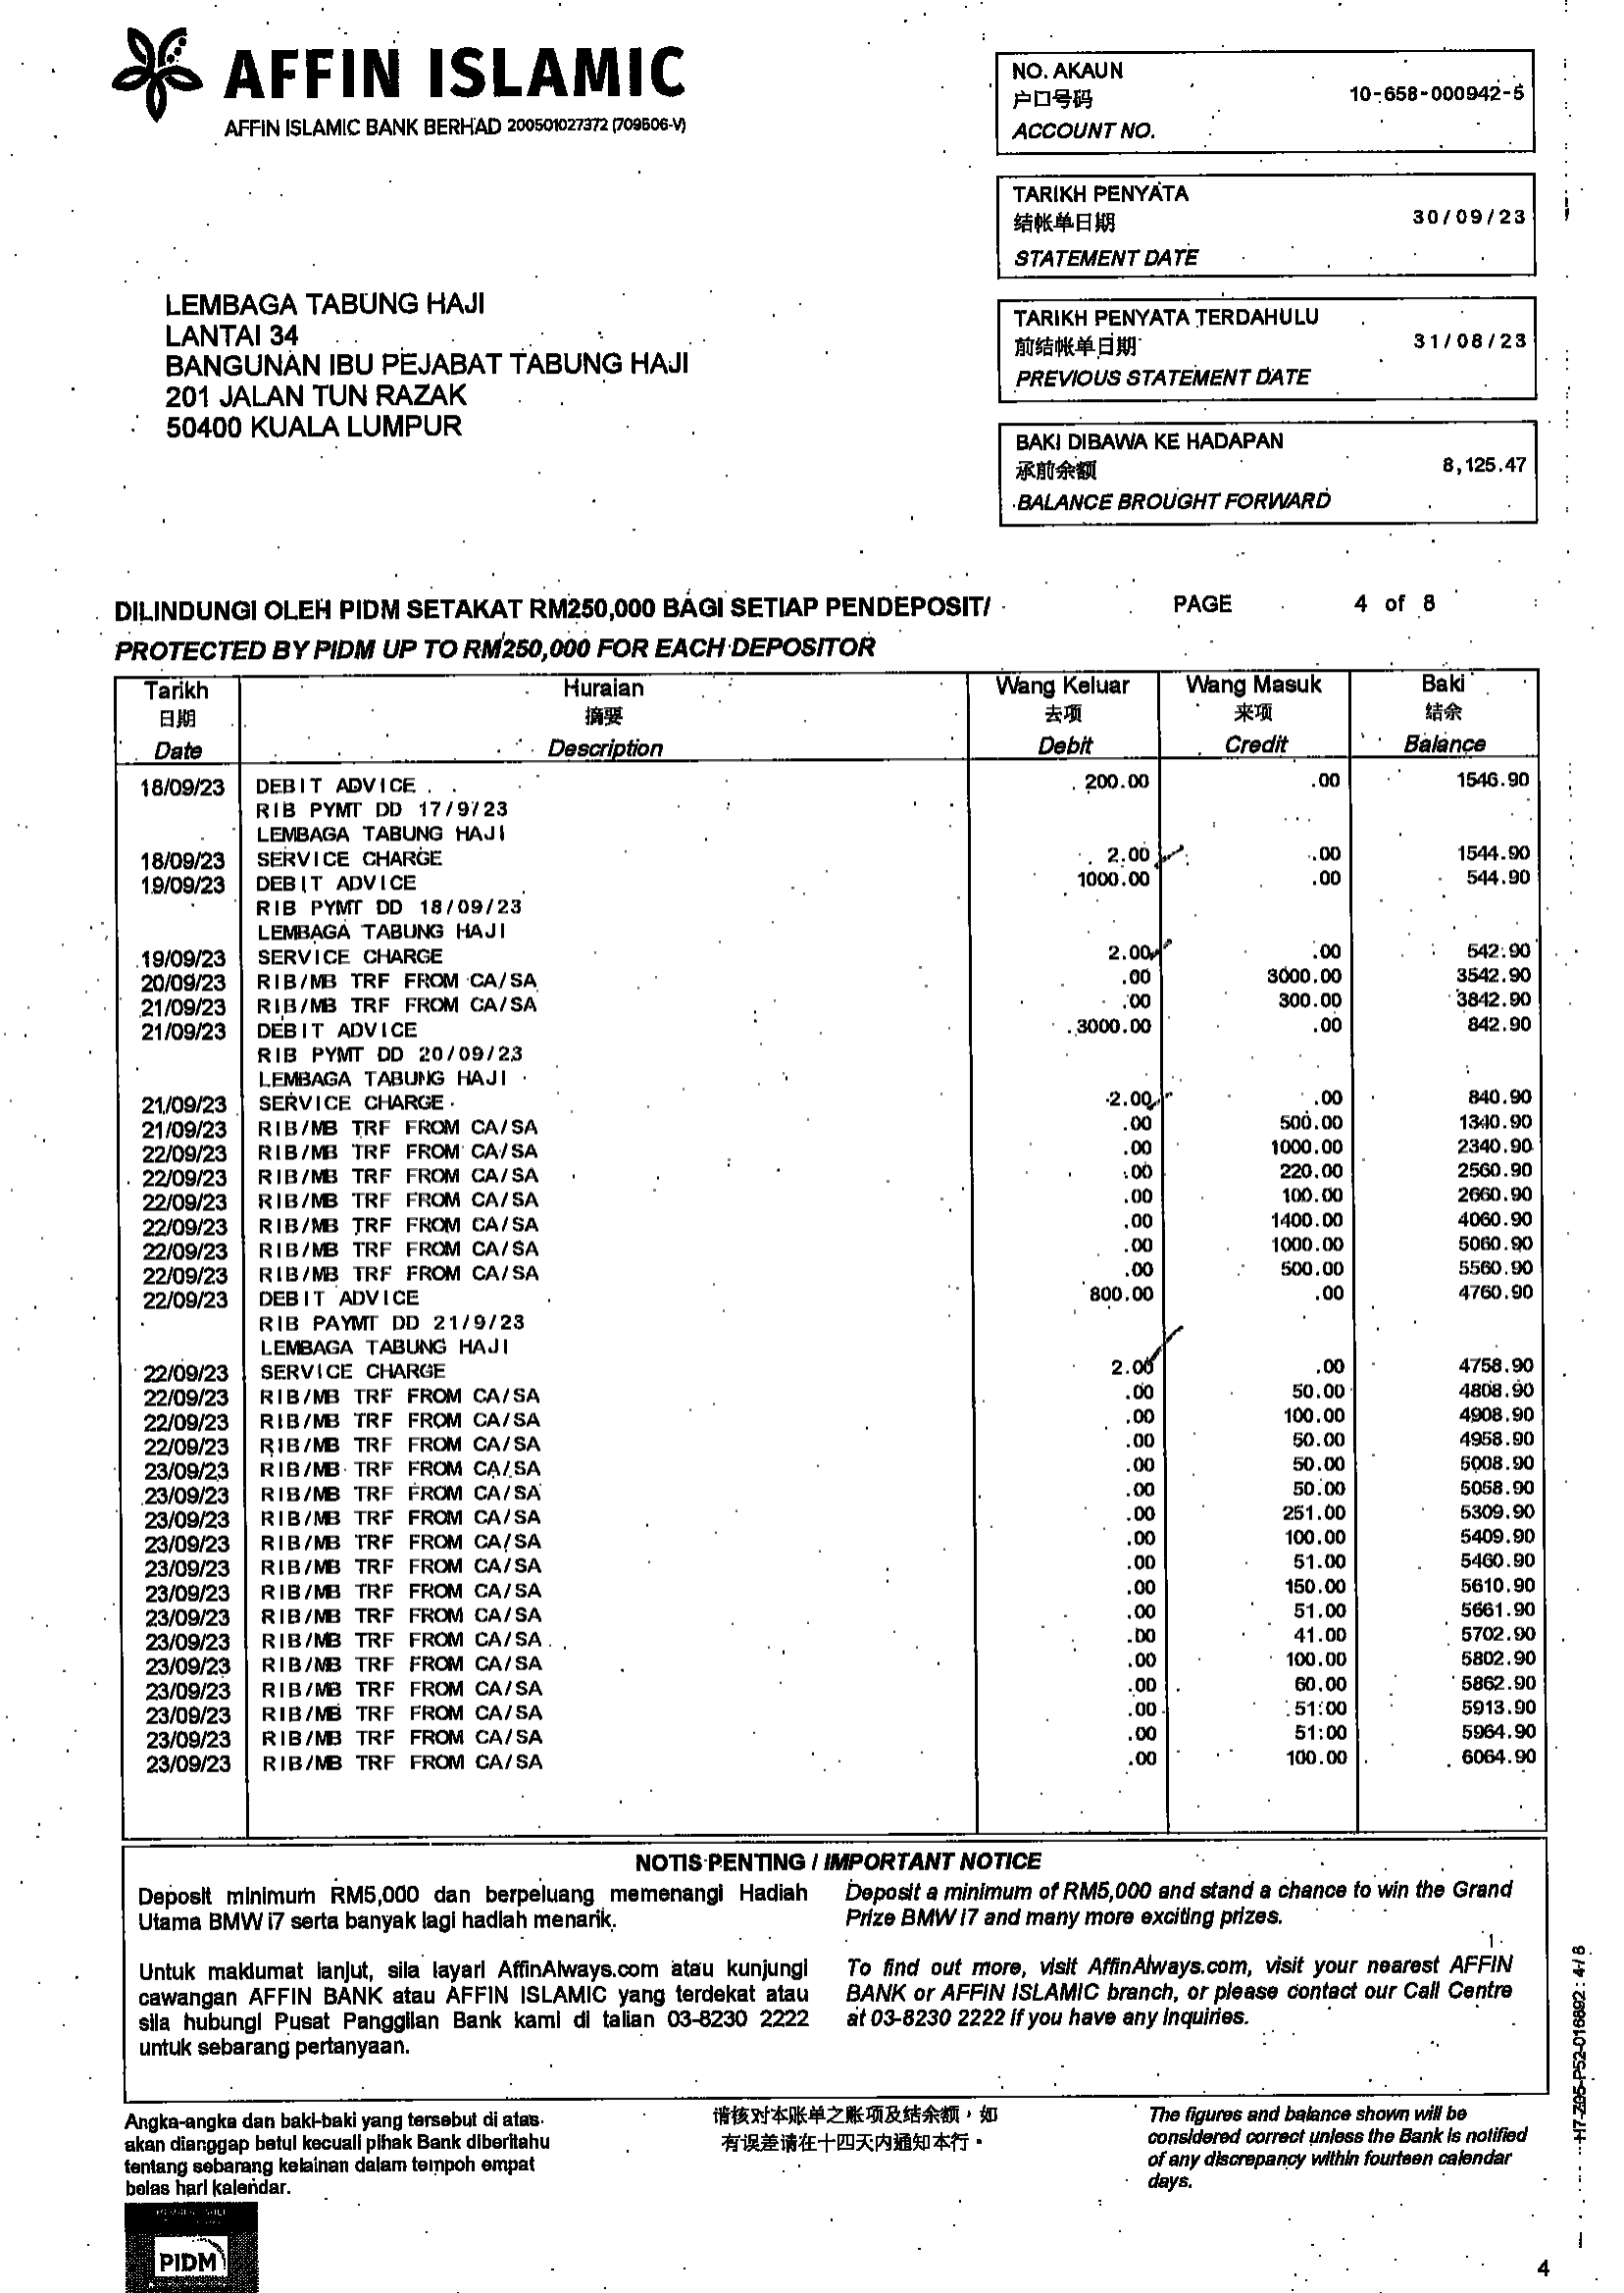 AFFIN ISLAMIC
AFFIN ISLAMIC BANK BERHAD 200501027372 (709506-V)
NO. AKAUN
户口号码 10-658-000942-5
ACCOUNT NO.
TARIKH PENYATA
结帐单日期 30/09/23
STATEMENT DATE
LEMBAGA TABUNG HAJI
LANTAI 34
BANGUNAN IBU PEJABAT TABUNG HAJI
201 JALAN TUN RAZAK
50400 KUALA LUMPUR
TARIKH PENYATA TERDAHULU
前结帐单日期 31/08/23
PREVIOUS STATEMENT DATE
BAKI DIBAWA KE HADAPAN
承前余额 8,125.47
BALANCE BROUGHT FORWARD
DILINDUNGI OLEH PIDM SETAKAT RM250,000 BAGI SETIAP PENDEPOSIT/ PAGE 4 of 8
PROTECTED BY PIDM UP TO RM250,000 FOR EACH DEPOSITOR
Tarikh Huraian Wang Keluar Wang Masuk Baki
日期 摘要 去项 来项 结余
Date Description Debit Credit Balance
18/09/23 DEBIT ADVICE 200.00 .00 1546.90
RIB PYMT DD 17/9/23
LEMBAGA TABUNG HAJI
18/09/23 SERVICE CHARGE 2.00 .00 1544.90
19/09/23 DEBIT ADVICE 1000.00 .00 544.90
RIB PYMT DD 18/09/23
LEMBAGA TABUNG HAJI
19/09/23 SERVICE CHARGE 2.00 .00 542.90
20/09/23 RIB/MB TRF FROM CA/SA .00 3000.00 3542.90
21/09/23 RIB/MB TRF FROM CA/SA .00 300.00 3842.90
21/09/23 DEBIT ADVICE 3000.00 .00 842.90
RIB PYMT DD 20/09/23
LEMBAGA TABUNG HAJI
21/09/23 SERVICE CHARGE 2.00 .00 840.90
21/09/23 RIB/MB TRF FROM CA/SA .00 500.00 1340.90
22/09/23 RIB/MB TRF FROM CA/SA .00 1000.00 2340.90
22/09/23 RIB/MB TRF FROM CA/SA .00 220.00 2560.90
22/09/23 RIB/MB TRF FROM CA/SA .00 100.00 2660.90
22/09/23 RIB/MB TRF FROM CA/SA .00 1400.00 4060.90
22/09/23 RIB/MB TRF FROM CA/SA .00 1000.00 5060.90
22/09/23 RIB/MB TRF FROM CA/SA .00 500.00 5560.90
22/09/23 DEBIT ADVICE 800.00 .00 4760.90
RIB PAYMT DD 21/9/23
LEMBAGA TABUNG HAJI
22/09/23 SERVICE CHARGE 2.00 .00 4758.90
22/09/23 RIB/MB TRF FROM CA/SA .00 50.00 4808.90
22/09/23 RIB/MB TRF FROM CA/SA .00 100.00 4908.90
22/09/23 RIB/MB TRF FROM CA/SA .00 50.00 4958.90
23/09/23 RIB/MB TRF FROM CA/SA .00 50.00 5008.90
23/09/23 RIB/MB TRF FROM CA/SA .00 50.00 5058.90
23/09/23 RIB/MB TRF FROM CA/SA .00 251.00 5309.90
23/09/23 RIB/MB TRF FROM CA/SA .00 100.00 5409.90
23/09/23 RIB/MB TRF FROM CA/SA .00 51.00 5460.90
23/09/23 RIB/MB TRF FROM CA/SA .00 150.00 5610.90
23/09/23 RIB/MB TRF FROM CA/SA .00 51.00 5661.90
23/09/23 RIB/MB TRF FROM CA/SA .00 41.00 5702.90
23/09/23 RIB/MB TRF FROM CA/SA .00 100.00 5802.90
23/09/23 RIB/MB TRF FROM CA/SA .00 60.00 5862.90
23/09/23 RIB/MB TRF FROM CA/SA .00 51.00 5913.90
23/09/23 RIB/MB TRF FROM CA/SA .00 51.00 5964.90
23/09/23 RIB/MB TRF FROM CA/SA .00 100.00 6064.90
NOTIS PENTING / IMPORTANT NOTICE
Deposit minimum RM5,000 dan berpeluang memenangi Hadiah
Utama BMW i7 serta banyak lagi hadiah menarik.
Untuk maklumat lanjut, sila layari AffinAlways.com atau kunjungi
cawangan AFFIN BANK atau AFFIN ISLAMIC yang terdekat atau
sila hubungi Pusat Panggilan Bank kami di talian 03-8230 2222
untuk sebarang pertanyaan.
Deposit a minimum of RM5,000 and stand a chance to win the Grand
Prize BMW i7 and many more exciting prizes.
To find out more, visit AffinAlways.com, visit your nearest AFFIN
BANK or AFFIN ISLAMIC branch, or please contact our Call Centre
at 03-8230 2222 if you have any inquiries.
Angka-angka dan baki-baki yang tersebut di atas
akan dianggap betul kecuali pihak Bank diberitahu
tentang sebarang kelainan dalam tempoh empat
belas hari kalendar.
请核对本账单之账项及结余额，如
有误差请在十四天内通知本行。
The figures and balance shown will be
considered correct unless the Bank is notified
of any discrepancy within fourteen calendar
days.
H7-Z05-P52-016892 : 4/8
PIDM
4